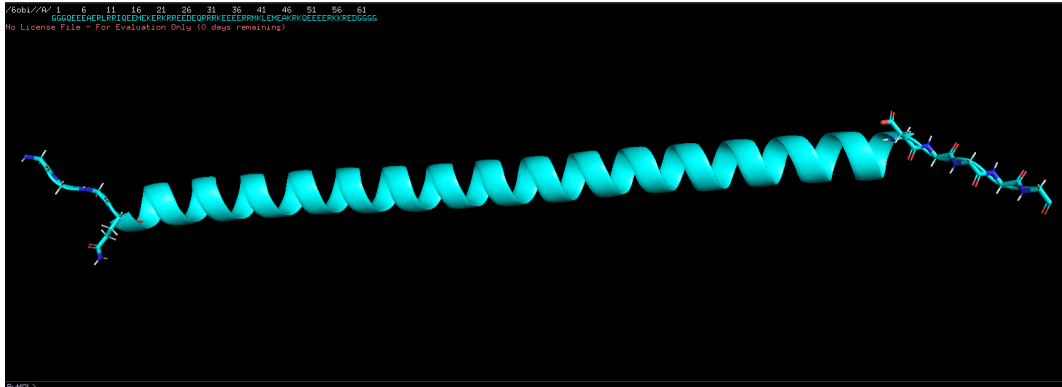 /6obi//A/ 1 6 11 16 21 26 31 36 41 46 51 56 61
GGGQEEEAERLRRIQEEMEKERKRREEDEQRRRKEEEERRMKLEMEAKRKQEEEERKKREDGGGG
No License File - For Evaluation Only (0 days remaining)